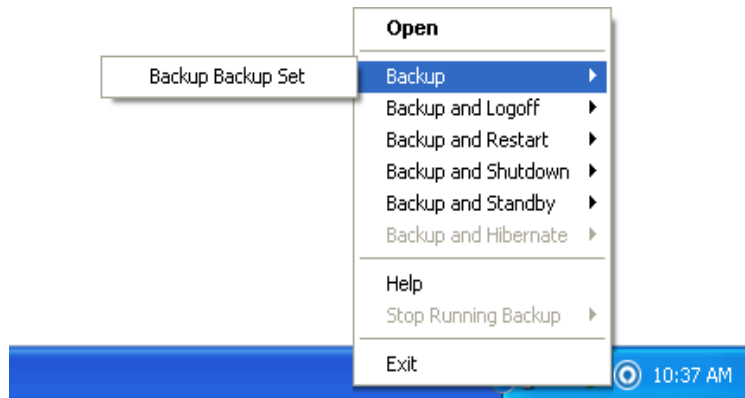 Open
Backup Backup Set
Backup
Backup and Logoff
Backup and Restart
Backup and Shutdown
Backup and Standby
Backup and Hibernate
Help
Stop Running Backup
Exit
10:37 AM